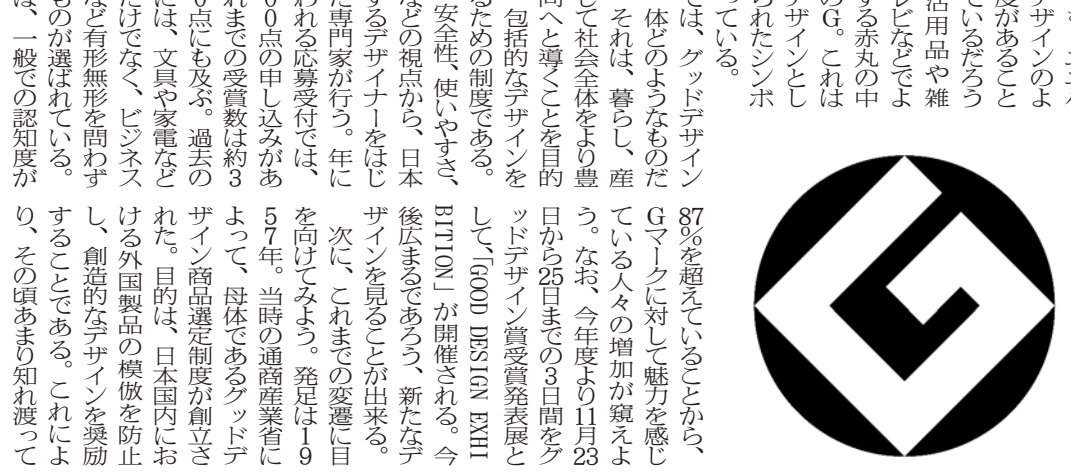 デザインのよ
度があること
ているだろう
活用品や雑
レビなどでよ
する赤丸の中
のG。これは
ザインとし
られたシンボ
っている。
では、グッドデザイン
体どのようなものだ
それは、暮らし、産
して社会全体をより豊
間へと導くことを目的
包括的なデザインを
るための制度である。
安全性、使いやすさ、
などの視点から、日本
するデザイナーをはじ
た専門家が行う。年に
われる応募受付では、
00点の申し込みがあ
れまでの受賞数は約3
0点にも及ぶ。過去の
には、文具や家電など
だけでなく、ビジネス
など有形無形を問わず
ものが選ばれている。
は、一般での認知度が
87%を超えていることから、
Gマークに対して魅力を感じ
ている人々の増加が窺えよ
う。なお、今年度より11月23
日から25日までの3日間をグ
ッドデザイン賞受賞発表展と
して、「GOOD DESIGN EXHI
BITION」が開催される。今
後広まるであろう、新たなデ
ザインを見ることが出来る。
次に、これまでの変遷に目
を向けてみよう。発足は19
57年。当時の通商産業省に
よって、母体であるグッドデ
ザイン商品選定制度が創立さ
れた。目的は、日本国内にお
ける外国製品の模倣を防止
し、創造的なデザインを奨励
することである。これによ
り、その頃あまり知れ渡って